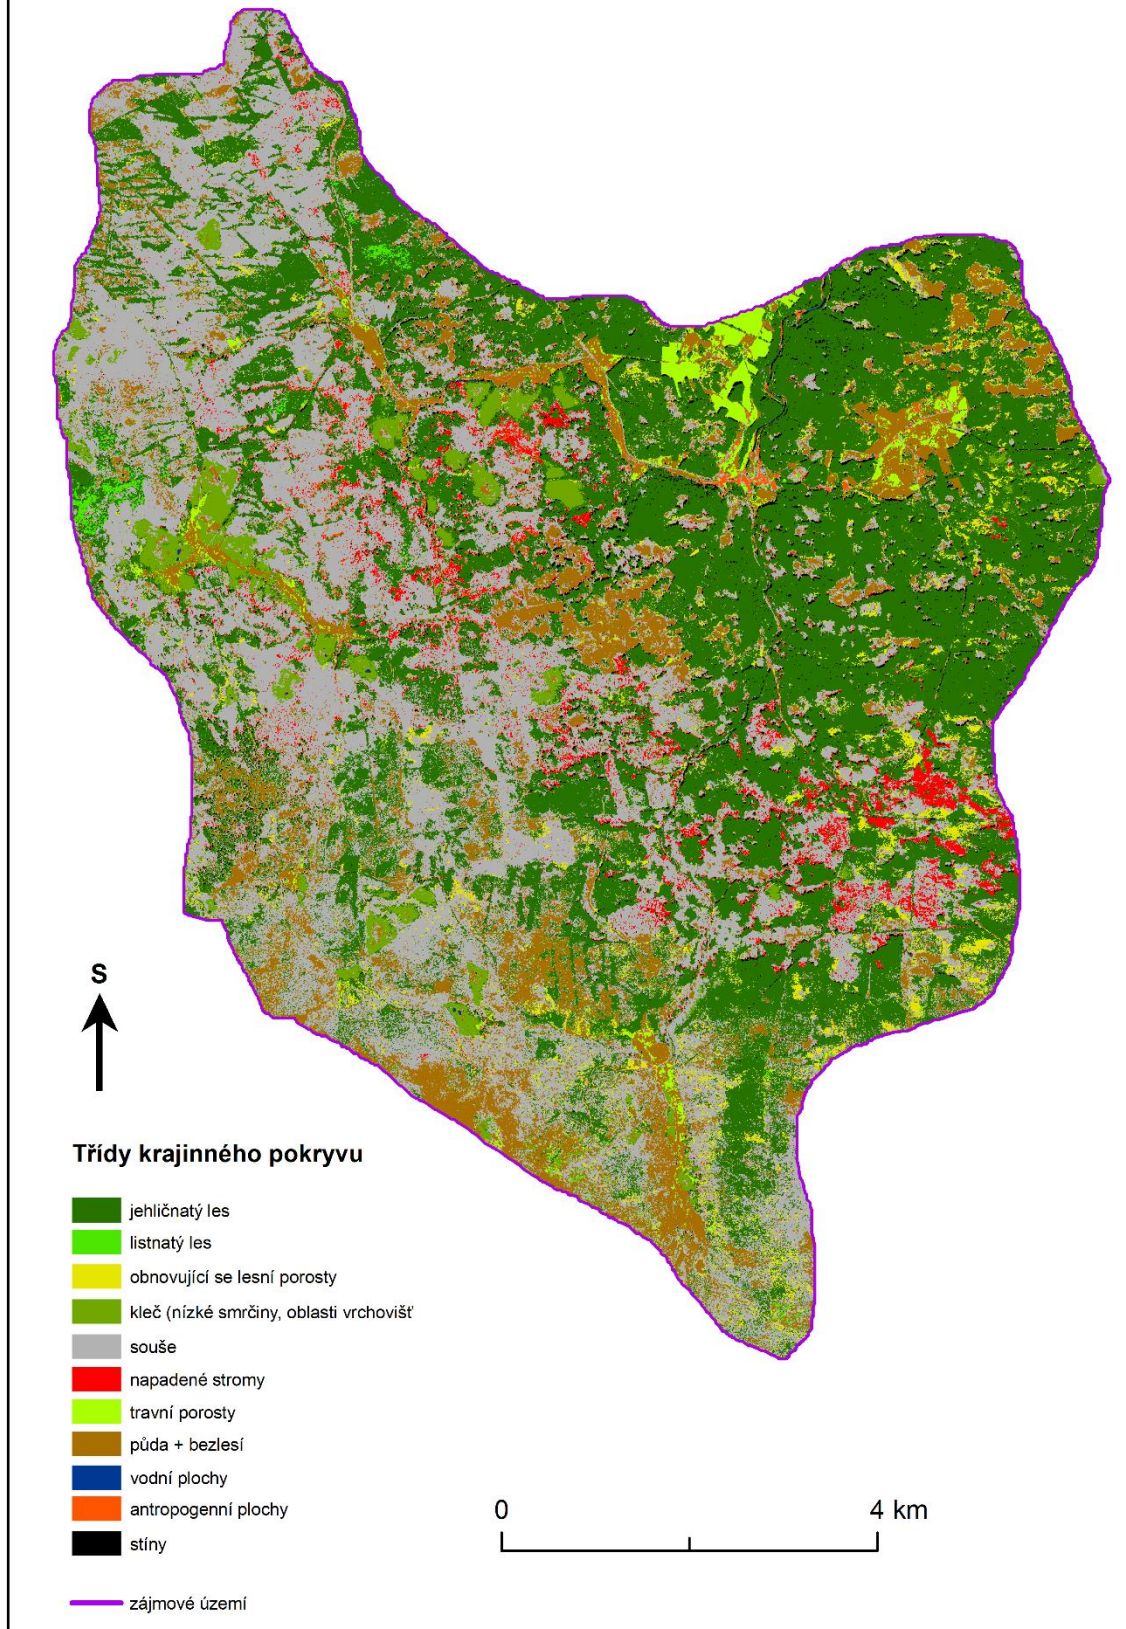 S
Třídy krajinného pokryvu
jehličnatý les
listnatý les
obnovující se lesní porosty
kleč (nízké smrčiny, oblasti vrchovišť
souše
napadené stromy
travní porosty
půda + bezlesí
vodní plochy
antropogenní plochy
stíny
zájmové území
0 4 km